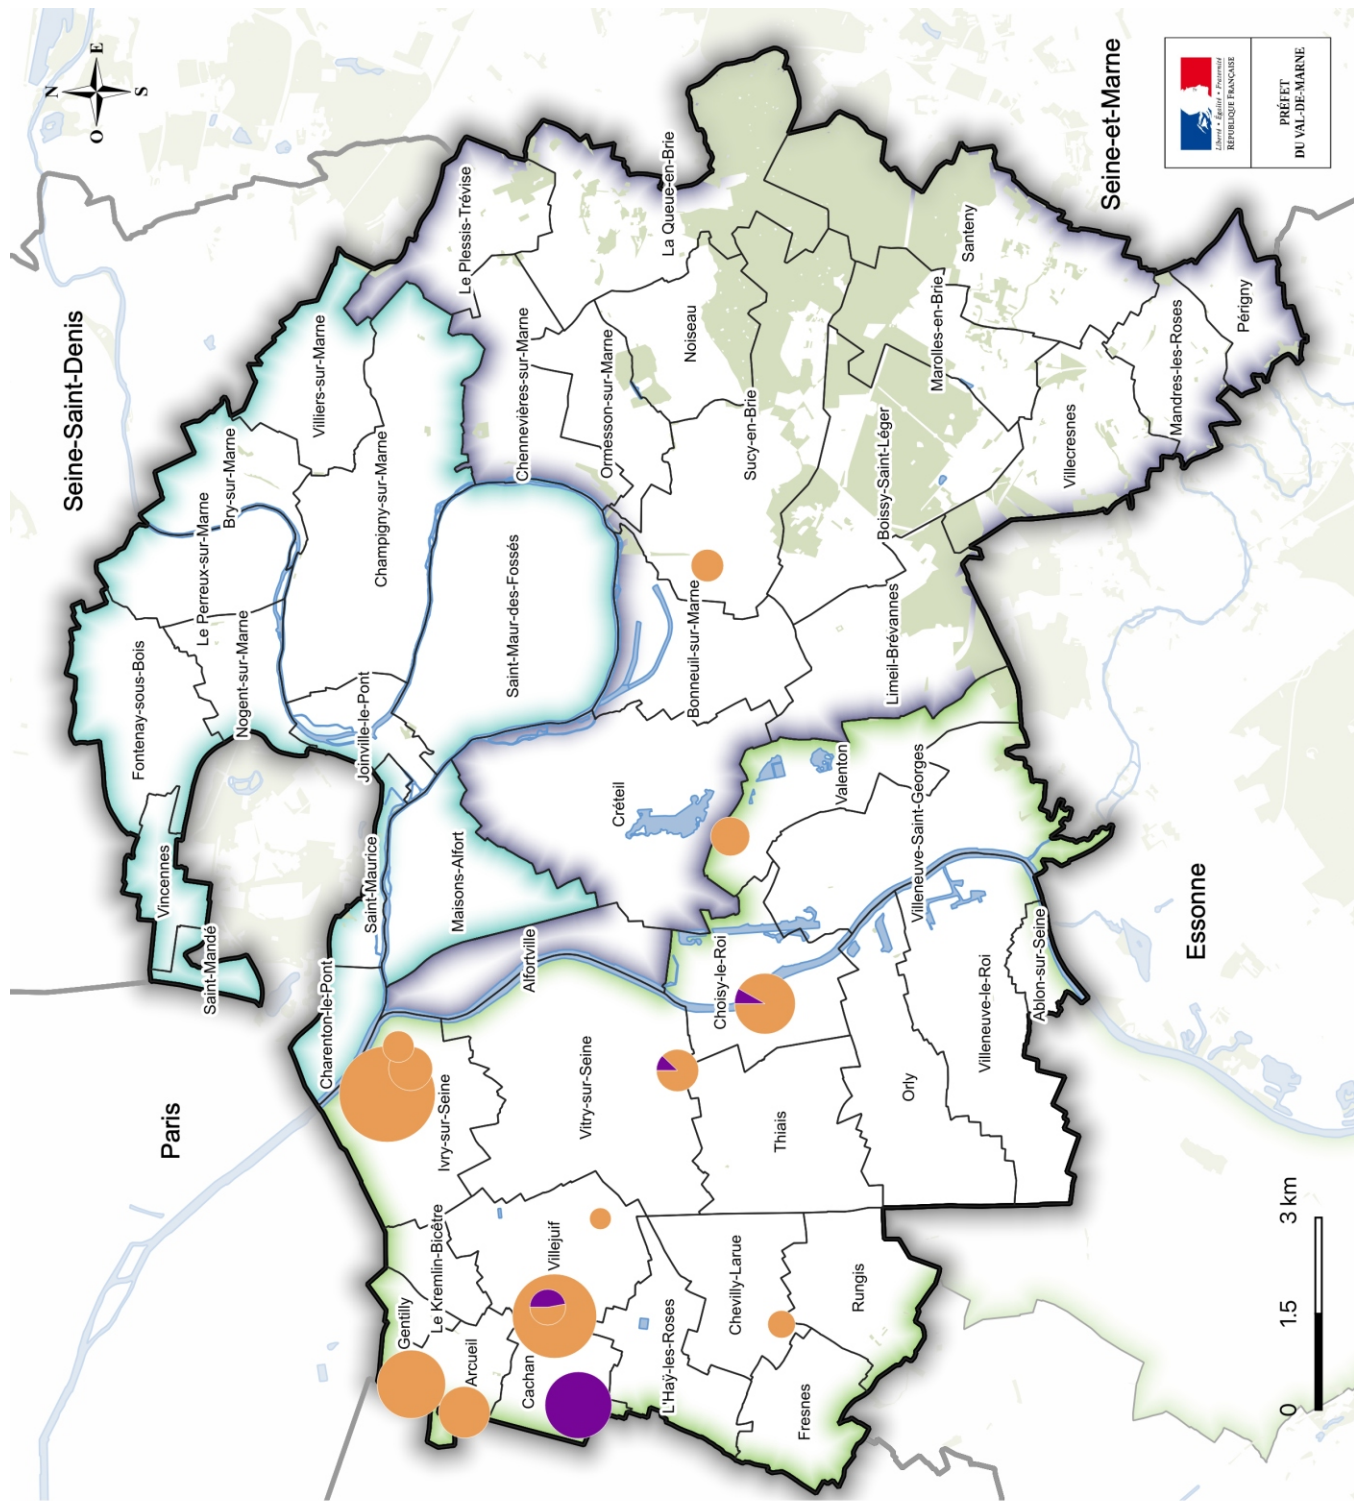 N
E
S
O
Seine-Saint-Denis
Paris
Seine-et-Marne
Essonne
Fontenay-sous-Bois
Vincennes
Saint-Mandé
Le Perreux-sur-Marne
Nogent-sur-Marne
Bry-sur-Marne
Villiers-sur-Marne
Champigny-sur-Marne
Joinville-le-Pont
Saint-Maurice
Charenton-le-Pont
Maisons-Alfort
Saint-Maur-des-Fossés
Le Plessis-Trévise
La Queue-en-Brie
Chennevières-sur-Marne
Ormesson-sur-Marne
Noiseau
Sucy-en-Brie
Bonneuil-sur-Marne
Créteil
Alfortville
Limeil-Brévannes
Boissy-Saint-Léger
Marolles-en-Brie
Santeny
Villecresnes
Mandres-les-Roses
Périgny
Valenton
Villeneuve-Saint-Georges
Choisy-le-Roi
Villeneuve-le-Roi
Ablon-sur-Seine
Orly
Thiais
Vitry-sur-Seine
Ivry-sur-Seine
Le Kremlin-Bicêtre
Gentilly
Arcueil
Cachan
Villejuif
L'Haÿ-les-Roses
Chevilly-Larue
Fresnes
Rungis
0 1.5 3 km
Liberté • Égalité • Fraternité
RÉPUBLIQUE FRANÇAISE
PRÉFET
DU VAL-DE-MARNE